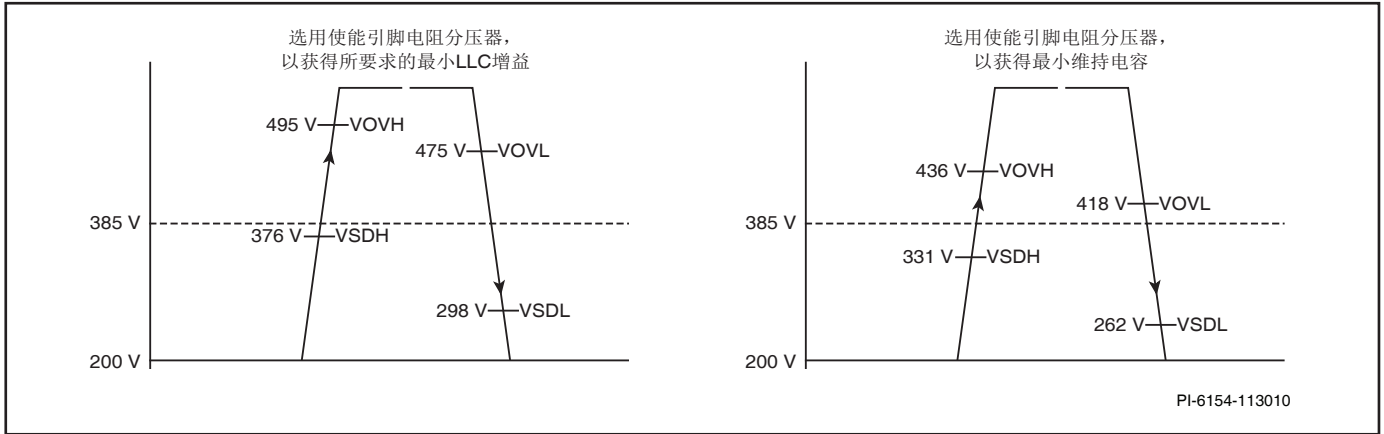 选用使能引脚电阻分压器，
以获得所要求的最小LLC增益
495 V
VOVH
475 V
VOVL
385 V
376 V
VSDH
298 V
VSDL
200 V
选用使能引脚电阻分压器，
以获得最小维持电容
436 V
VOVH
418 V
VOVL
385 V
331 V
VSDH
262 V
VSDL
200 V
PI-6154-113010